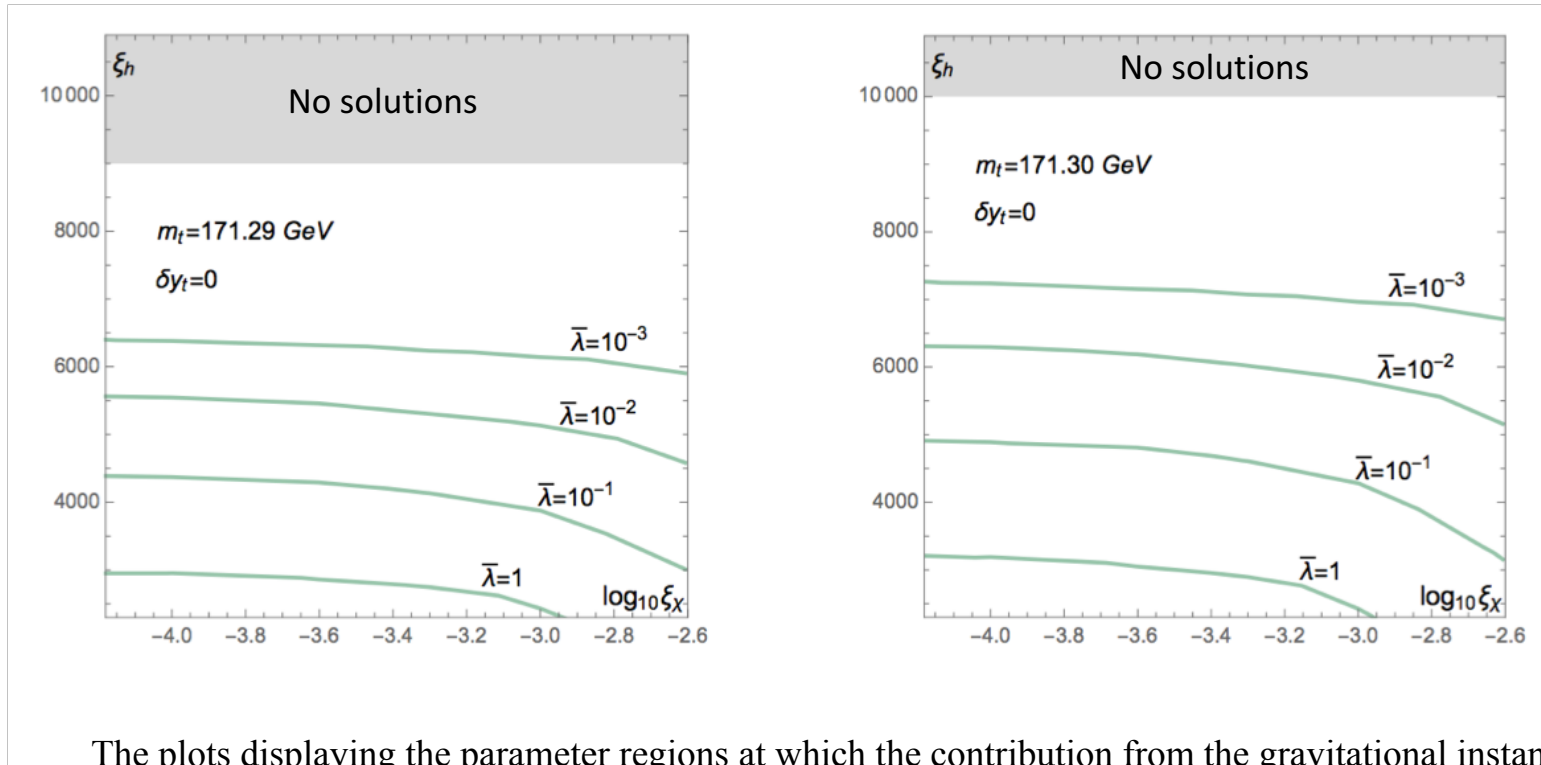 ξh
No solutions
10 000
mt=171.29 GeV
8000
δyt=0
λ̅=10⁻³
6000
λ̅=10⁻²
λ̅=10⁻¹
4000
λ̅=1
log₁₀ξχ
−4.0 −3.8 −3.6 −3.4 −3.2 −3.0 −2.8 −2.6
ξh
No solutions
10 000
mt=171.30 GeV
δyt=0
8000
λ̅=10⁻³
6000
λ̅=10⁻²
λ̅=10⁻¹
4000
λ̅=1
log₁₀ξχ
−4.0 −3.8 −3.6 −3.4 −3.2 −3.0 −2.8 −2.6
The plots displaying the parameter regions at which the contribution from the gravitational